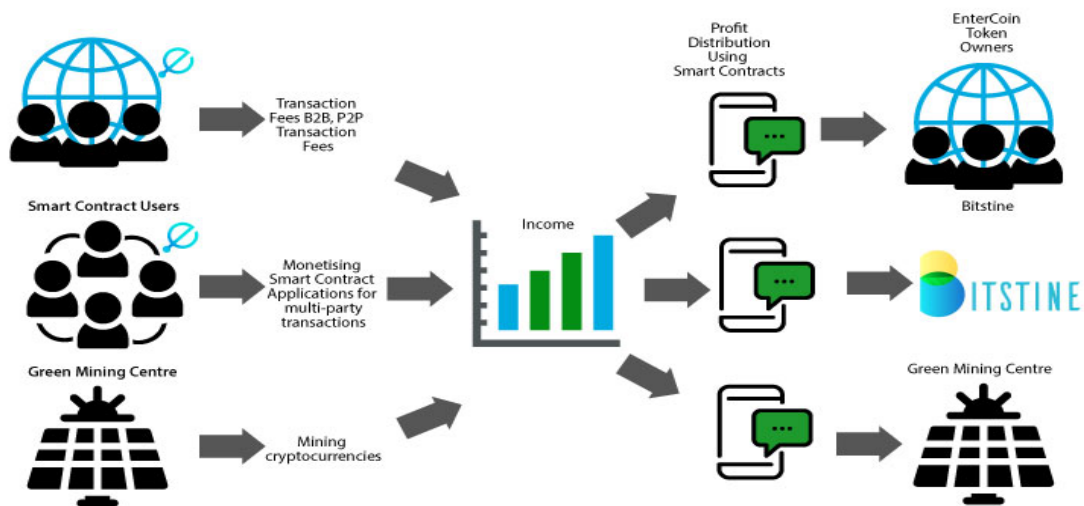 Transaction
Fees B2B, P2P
Transaction
Fees
Smart Contract Users
Monetising
Smart Contract
Applications for
multi-party
transactions
Green Mining Centre
Mining
cryptocurrencies
Income
Profit
Distribution
Using
Smart Contracts
EnterCoin
Token
Owners
Bitstine
BITSTINE
Green Mining Centre